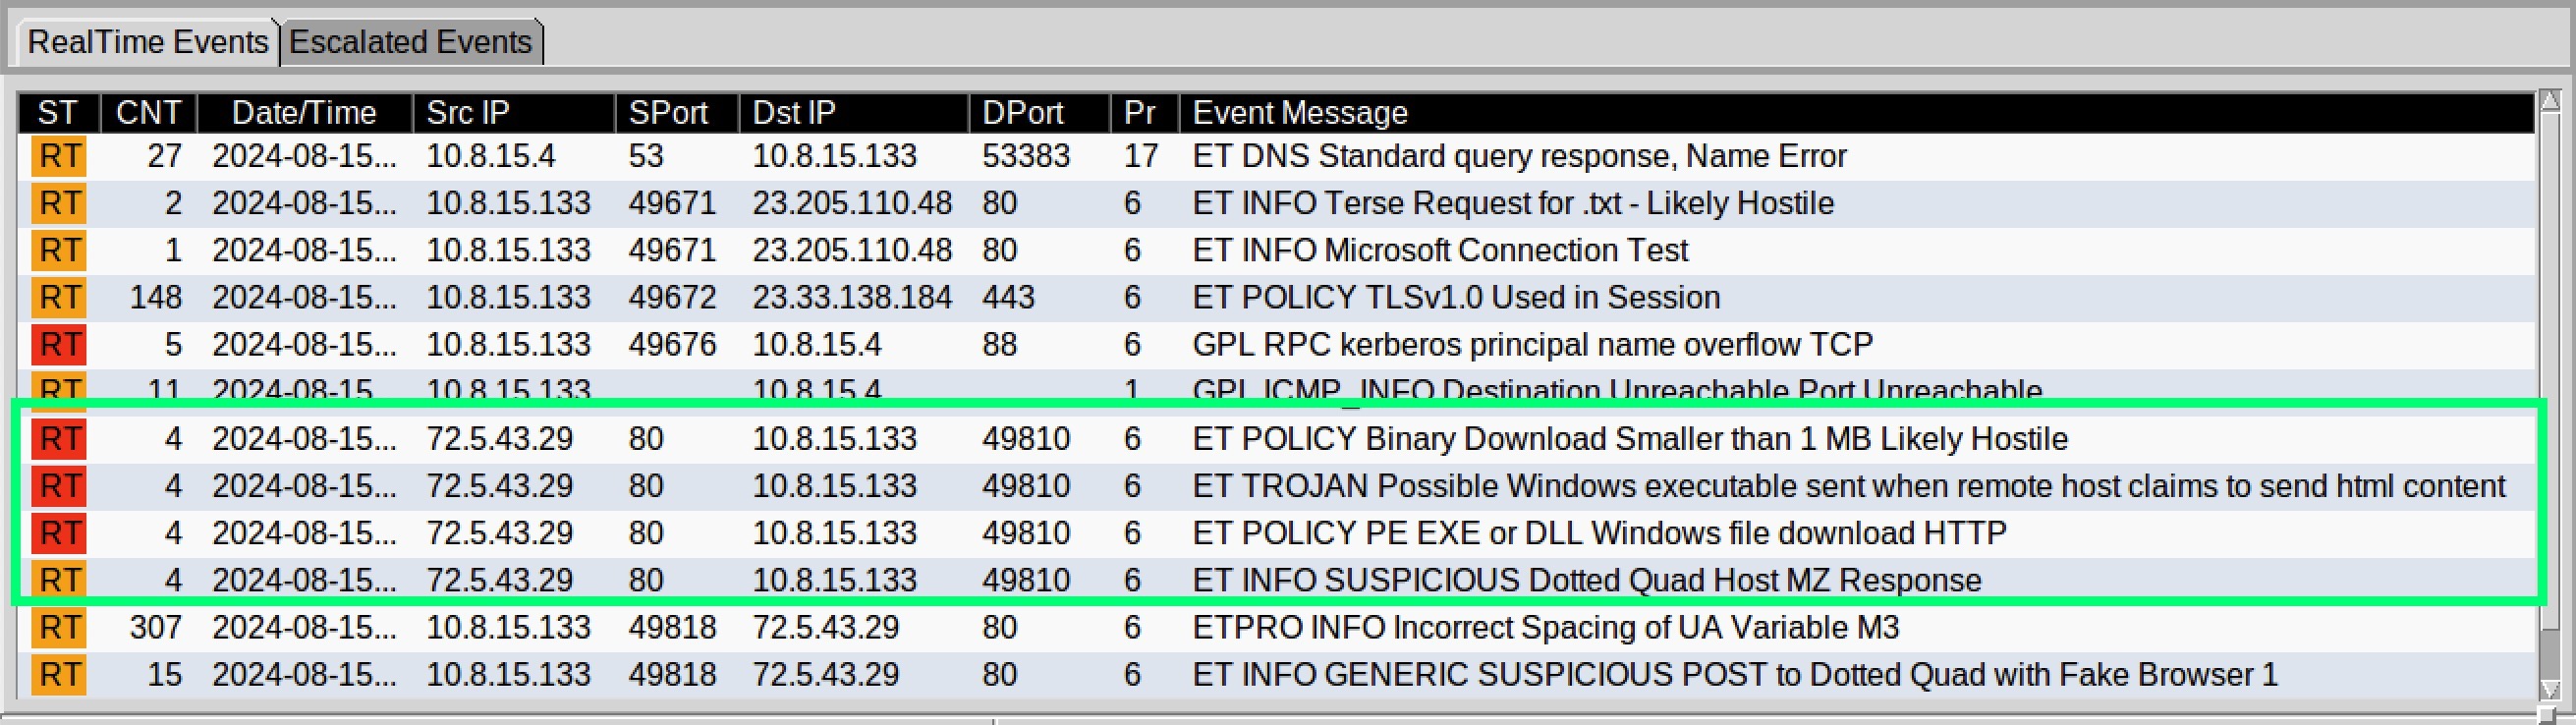 RealTime Events Escalated Events
ST CNT Date/Time Src IP SPort Dst IP DPort Pr Event Message
RT 27 2024-08-15... 10.8.15.4 53 10.8.15.133 53383 17 ET DNS Standard query response, Name Error
RT 2 2024-08-15... 10.8.15.133 49671 23.205.110.48 80 6 ET INFO Terse Request for .txt - Likely Hostile
RT 1 2024-08-15... 10.8.15.133 49671 23.205.110.48 80 6 ET INFO Microsoft Connection Test
RT 148 2024-08-15... 10.8.15.133 49672 23.33.138.184 443 6 ET POLICY TLSv1.0 Used in Session
RT 5 2024-08-15... 10.8.15.133 49676 10.8.15.4 88 6 GPL RPC kerberos principal name overflow TCP
RT 11 2024-08-15... 10.8.15.133 10.8.15.4 1 GPL ICMP_INFO Destination Unreachable Port Unreachable
RT 4 2024-08-15... 72.5.43.29 80 10.8.15.133 49810 6 ET POLICY Binary Download Smaller than 1 MB Likely Hostile
RT 4 2024-08-15... 72.5.43.29 80 10.8.15.133 49810 6 ET TROJAN Possible Windows executable sent when remote host claims to send html content
RT 4 2024-08-15... 72.5.43.29 80 10.8.15.133 49810 6 ET POLICY PE EXE or DLL Windows file download HTTP
RT 4 2024-08-15... 72.5.43.29 80 10.8.15.133 49810 6 ET INFO SUSPICIOUS Dotted Quad Host MZ Response
RT 307 2024-08-15... 10.8.15.133 49818 72.5.43.29 80 6 ETPRO INFO Incorrect Spacing of UA Variable M3
RT 15 2024-08-15... 10.8.15.133 49818 72.5.43.29 80 6 ET INFO GENERIC SUSPICIOUS POST to Dotted Quad with Fake Browser 1